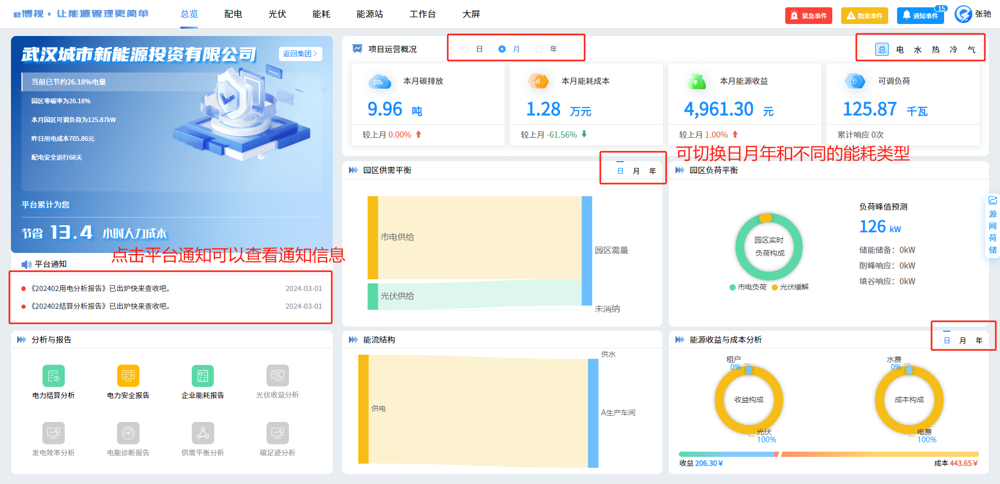 e博视,让能源管理更简单
总览 配电 光伏 能耗 能源站 工作台 大屏
紧急事件 隐患事件 通知事件 15 张驰
武汉城市新能源投资有限公司
返回集团
当前已节约26.18%电量
园区零碳率为26.18%
本月园区可调负荷为125.87kW
昨日用电成本705.86元
配电安全运行68天
平台累计为您
节省 13.4 小时人力成本
点击平台通知可以查看通知信息
平台通知
《202402用电分析报告》已出炉快来查收吧。 2024-03-01
《202402结算分析报告》已出炉快来查收吧。 2024-03-01
分析与报告
电力结算分析 电力安全报告 企业能耗报告 光伏收益分析
发电效率分析 电能诊断报告 供需平衡分析 碳足迹分析
项目运营概况 日 月 年
总 电 水 热 冷 气
CO₂ 本月碳排放
9.96 吨
较上月 0.00%
本月能耗成本
1.28 万元
较上月 -61.56%
¥ 本月能源收益
4,961.30 元
较上月 1.00%
可调负荷
125.87 千瓦
累计响应 0次
可切换日月年和不同的能耗类型
园区供需平衡 日 月 年
市电供给
园区需量
光伏供给
未消纳
园区负荷平衡
园区实时
负荷构成
市电负荷 光伏缓解
负荷峰值预测
126 kW
储能储备：0kW
削峰响应：0kW
填谷响应：0kW
源
网
荷
储
能流结构
供水
供电
A生产车间
能源收益与成本分析 日 月 年
租户
0%
收益构成
光伏
100%
水费
0%
成本构成
电费
100%
收益 206.30¥
成本 443.65¥